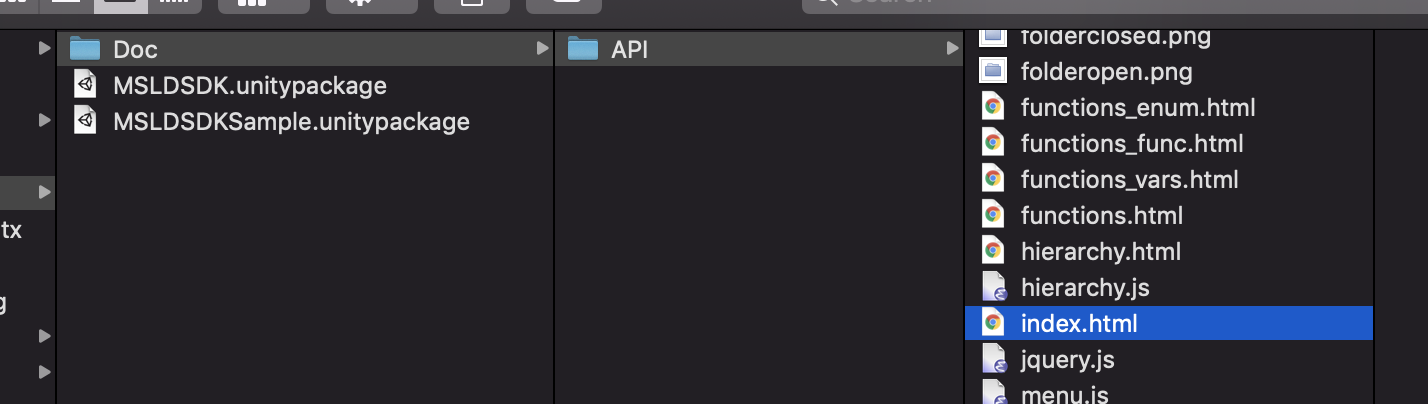 Search
Doc
MSLDSDK.unitypackage
MSLDSDKSample.unitypackage
tx
g
API
folderclosed.png
folderopen.png
functions_enum.html
functions_func.html
functions_vars.html
functions.html
hierarchy.html
hierarchy.js
index.html
jquery.js
menu.js